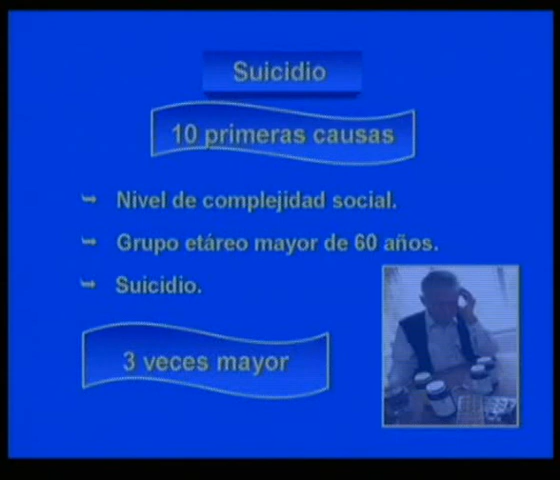 Suicidio
10 primeras causas
Nivel de complejidad social.
Grupo etáreo mayor de 60 años.
Suicidio.
3 veces mayor